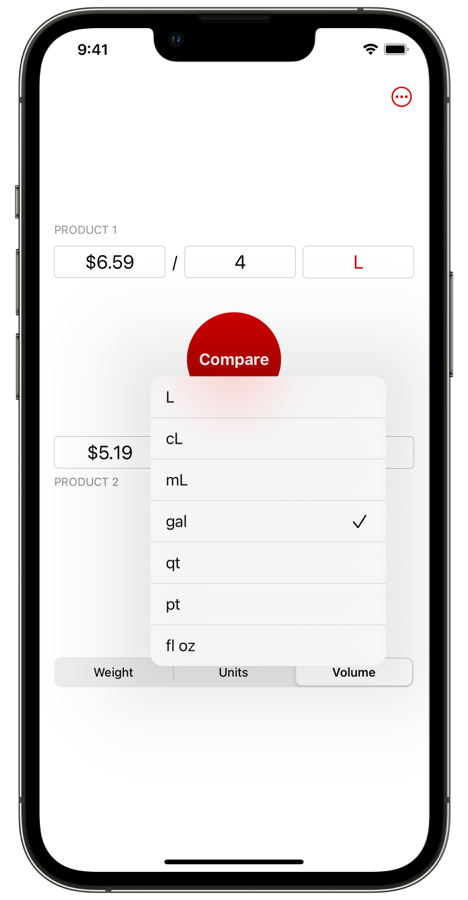 9:41
PRODUCT 1
$6.59 / 4 L
Compare
L
cL
$5.19
mL
PRODUCT 2
gal
qt
pt
fl oz
Weight Units Volume